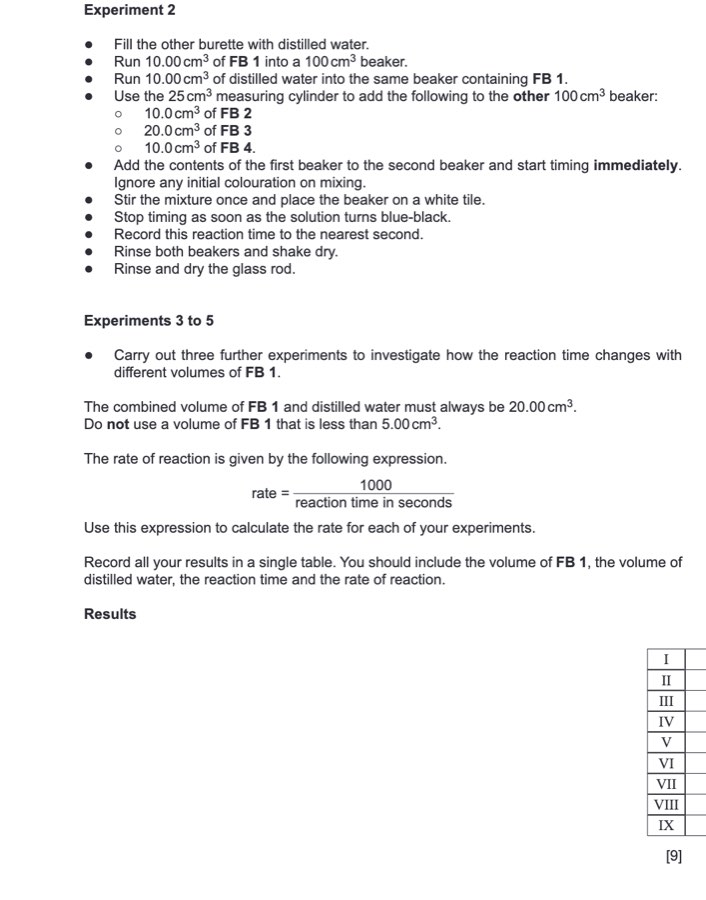 Experiment 2
● Fill the other burette with distilled water.
● Run 10.00 cm³ of FB 1 into a 100 cm³ beaker.
● Run 10.00 cm³ of distilled water into the same beaker containing FB 1.
● Use the 25 cm³ measuring cylinder to add the following to the other 100 cm³ beaker:
○ 10.0 cm³ of FB 2
○ 20.0 cm³ of FB 3
○ 10.0 cm³ of FB 4.
● Add the contents of the first beaker to the second beaker and start timing immediately.
Ignore any initial colouration on mixing.
● Stir the mixture once and place the beaker on a white tile.
● Stop timing as soon as the solution turns blue-black.
● Record this reaction time to the nearest second.
● Rinse both beakers and shake dry.
● Rinse and dry the glass rod.
Experiments 3 to 5
● Carry out three further experiments to investigate how the reaction time changes with
different volumes of FB 1.
The combined volume of FB 1 and distilled water must always be 20.00 cm³.
Do not use a volume of FB 1 that is less than 5.00 cm³.
The rate of reaction is given by the following expression.
rate = 1000
reaction time in seconds
Use this expression to calculate the rate for each of your experiments.
Record all your results in a single table. You should include the volume of FB 1, the volume of
distilled water, the reaction time and the rate of reaction.
Results
I
II
III
IV
V
VI
VII
VIII
IX
[9]